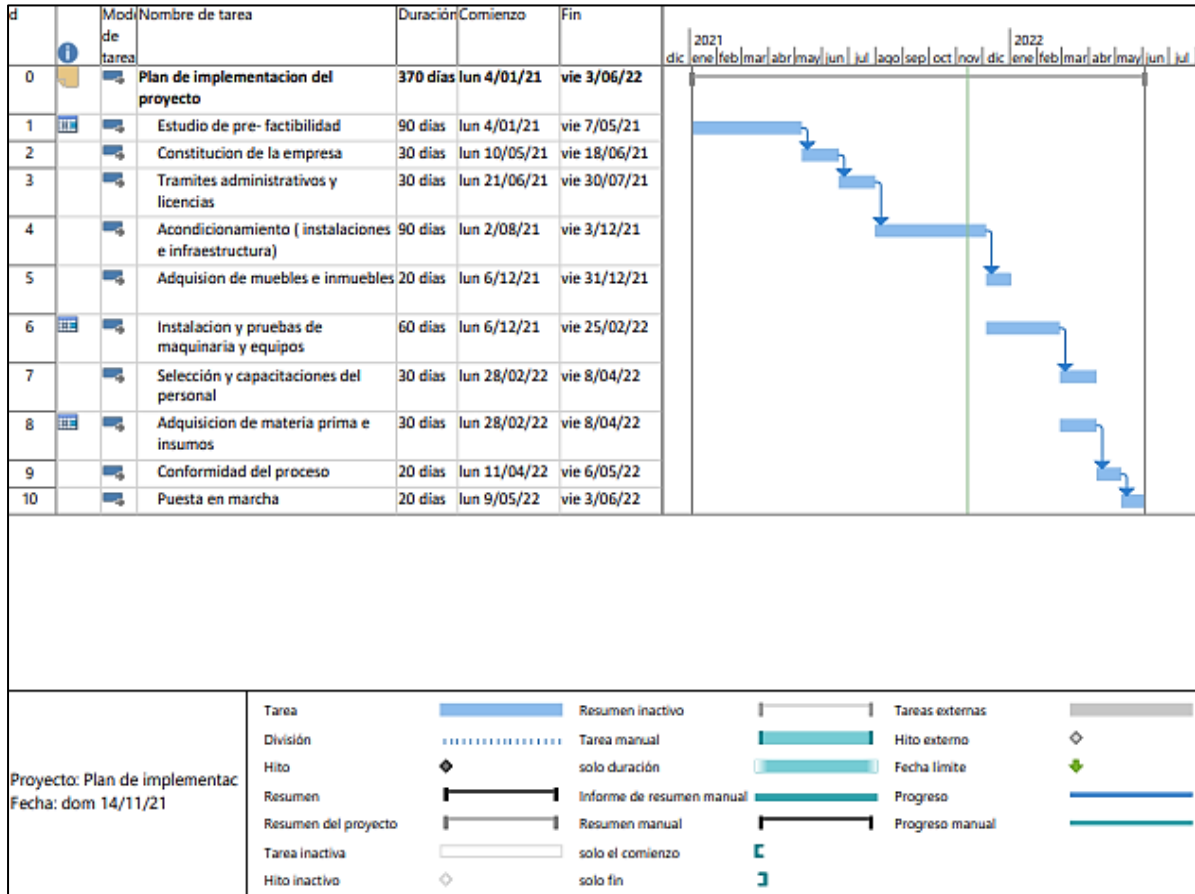 d Modo Nombre de tarea Duración Comienzo Fin
de
tarea
2021 2022
dic ene feb mar abr may jun jul ago sep oct nov dic ene feb mar abr may jun jul
0 Plan de implementacion del 370 días lun 4/01/21 vie 3/06/22
proyecto
1 Estudio de pre- factibilidad 90 días lun 4/01/21 vie 7/05/21
2 Constitucion de la empresa 30 días lun 10/05/21 vie 18/06/21
3 Tramites administrativos y 30 días lun 21/06/21 vie 30/07/21
licencias
4 Acondicionamiento ( instalaciones 90 días lun 2/08/21 vie 3/12/21
e infraestructura)
5 Adquision de muebles e inmuebles 20 días lun 6/12/21 vie 31/12/21
6 Instalacion y pruebas de 60 días lun 6/12/21 vie 25/02/22
maquinaria y equipos
7 Selección y capacitaciones del 30 días lun 28/02/22 vie 8/04/22
personal
8 Adquisicion de materia prima e 30 días lun 28/02/22 vie 8/04/22
insumos
9 Conformidad del proceso 20 días lun 11/04/22 vie 6/05/22
10 Puesta en marcha 20 días lun 9/05/22 vie 3/06/22
Proyecto: Plan de implementac
Fecha: dom 14/11/21
Tarea Resumen inactivo Tareas externas
División Tarea manual Hito externo
Hito solo duración Fecha límite
Resumen Informe de resumen manual Progreso
Resumen del proyecto Resumen manual Progreso manual
Tarea inactiva solo el comienzo
Hito inactivo solo fin